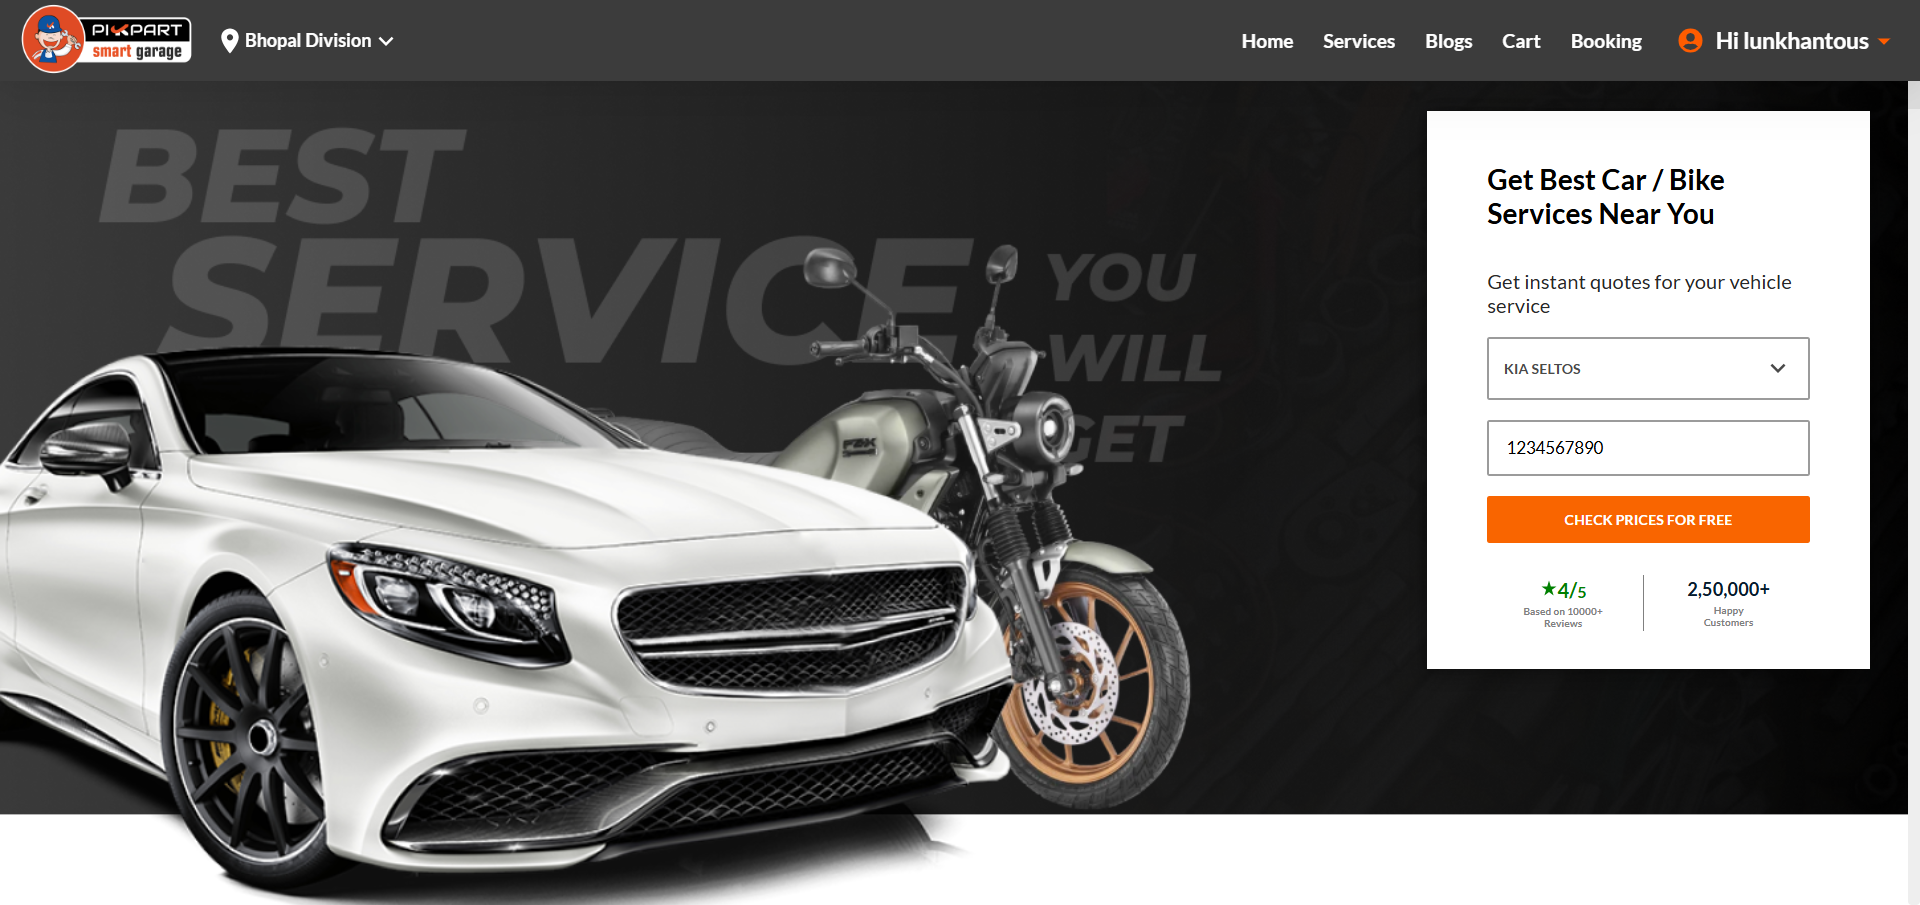 PIKPART
smart garage
Bhopal Division
Home
Services
Blogs
Cart
Booking
Hi lunkhantous
BEST
SERVICE
YOU
WILL
GET
Get Best Car / Bike
Services Near You
Get instant quotes for your vehicle
service
KIA SELTOS
1234567890
CHECK PRICES FOR FREE
★4/5
Based on 10000+
Reviews
2,50,000+
Happy
Customers